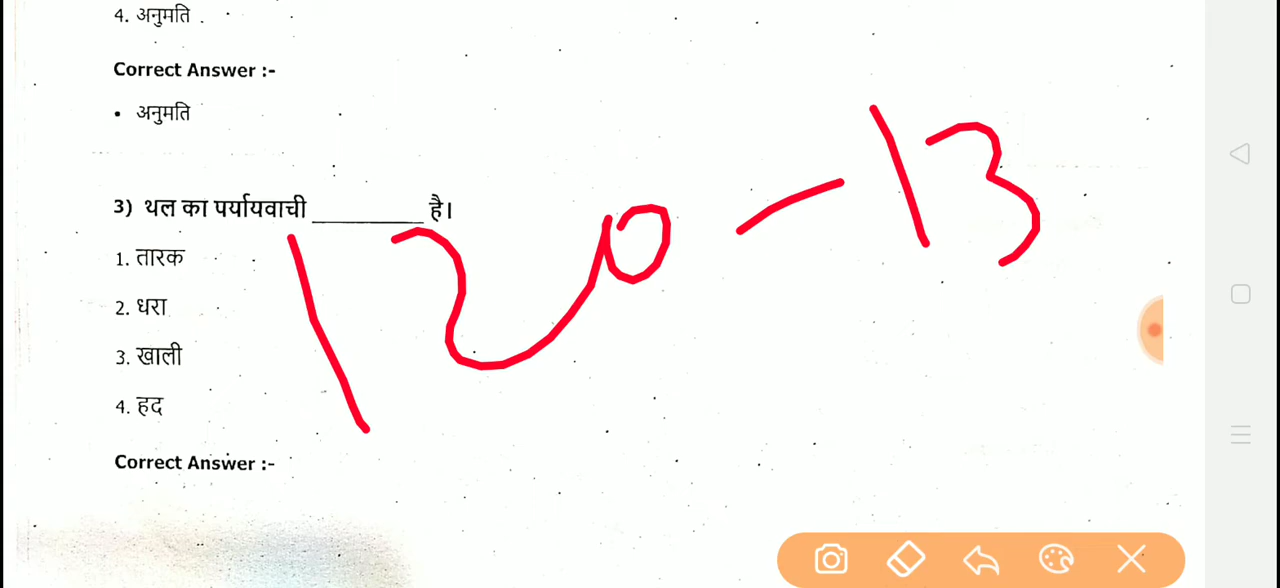 4. अनुमति .
Correct Answer :-
• अनुमति
3) थल का पर्यायवाची __________ है।
1. तारक
2. धरा
3. खाली
4. हद
Correct Answer :-
120 - 13